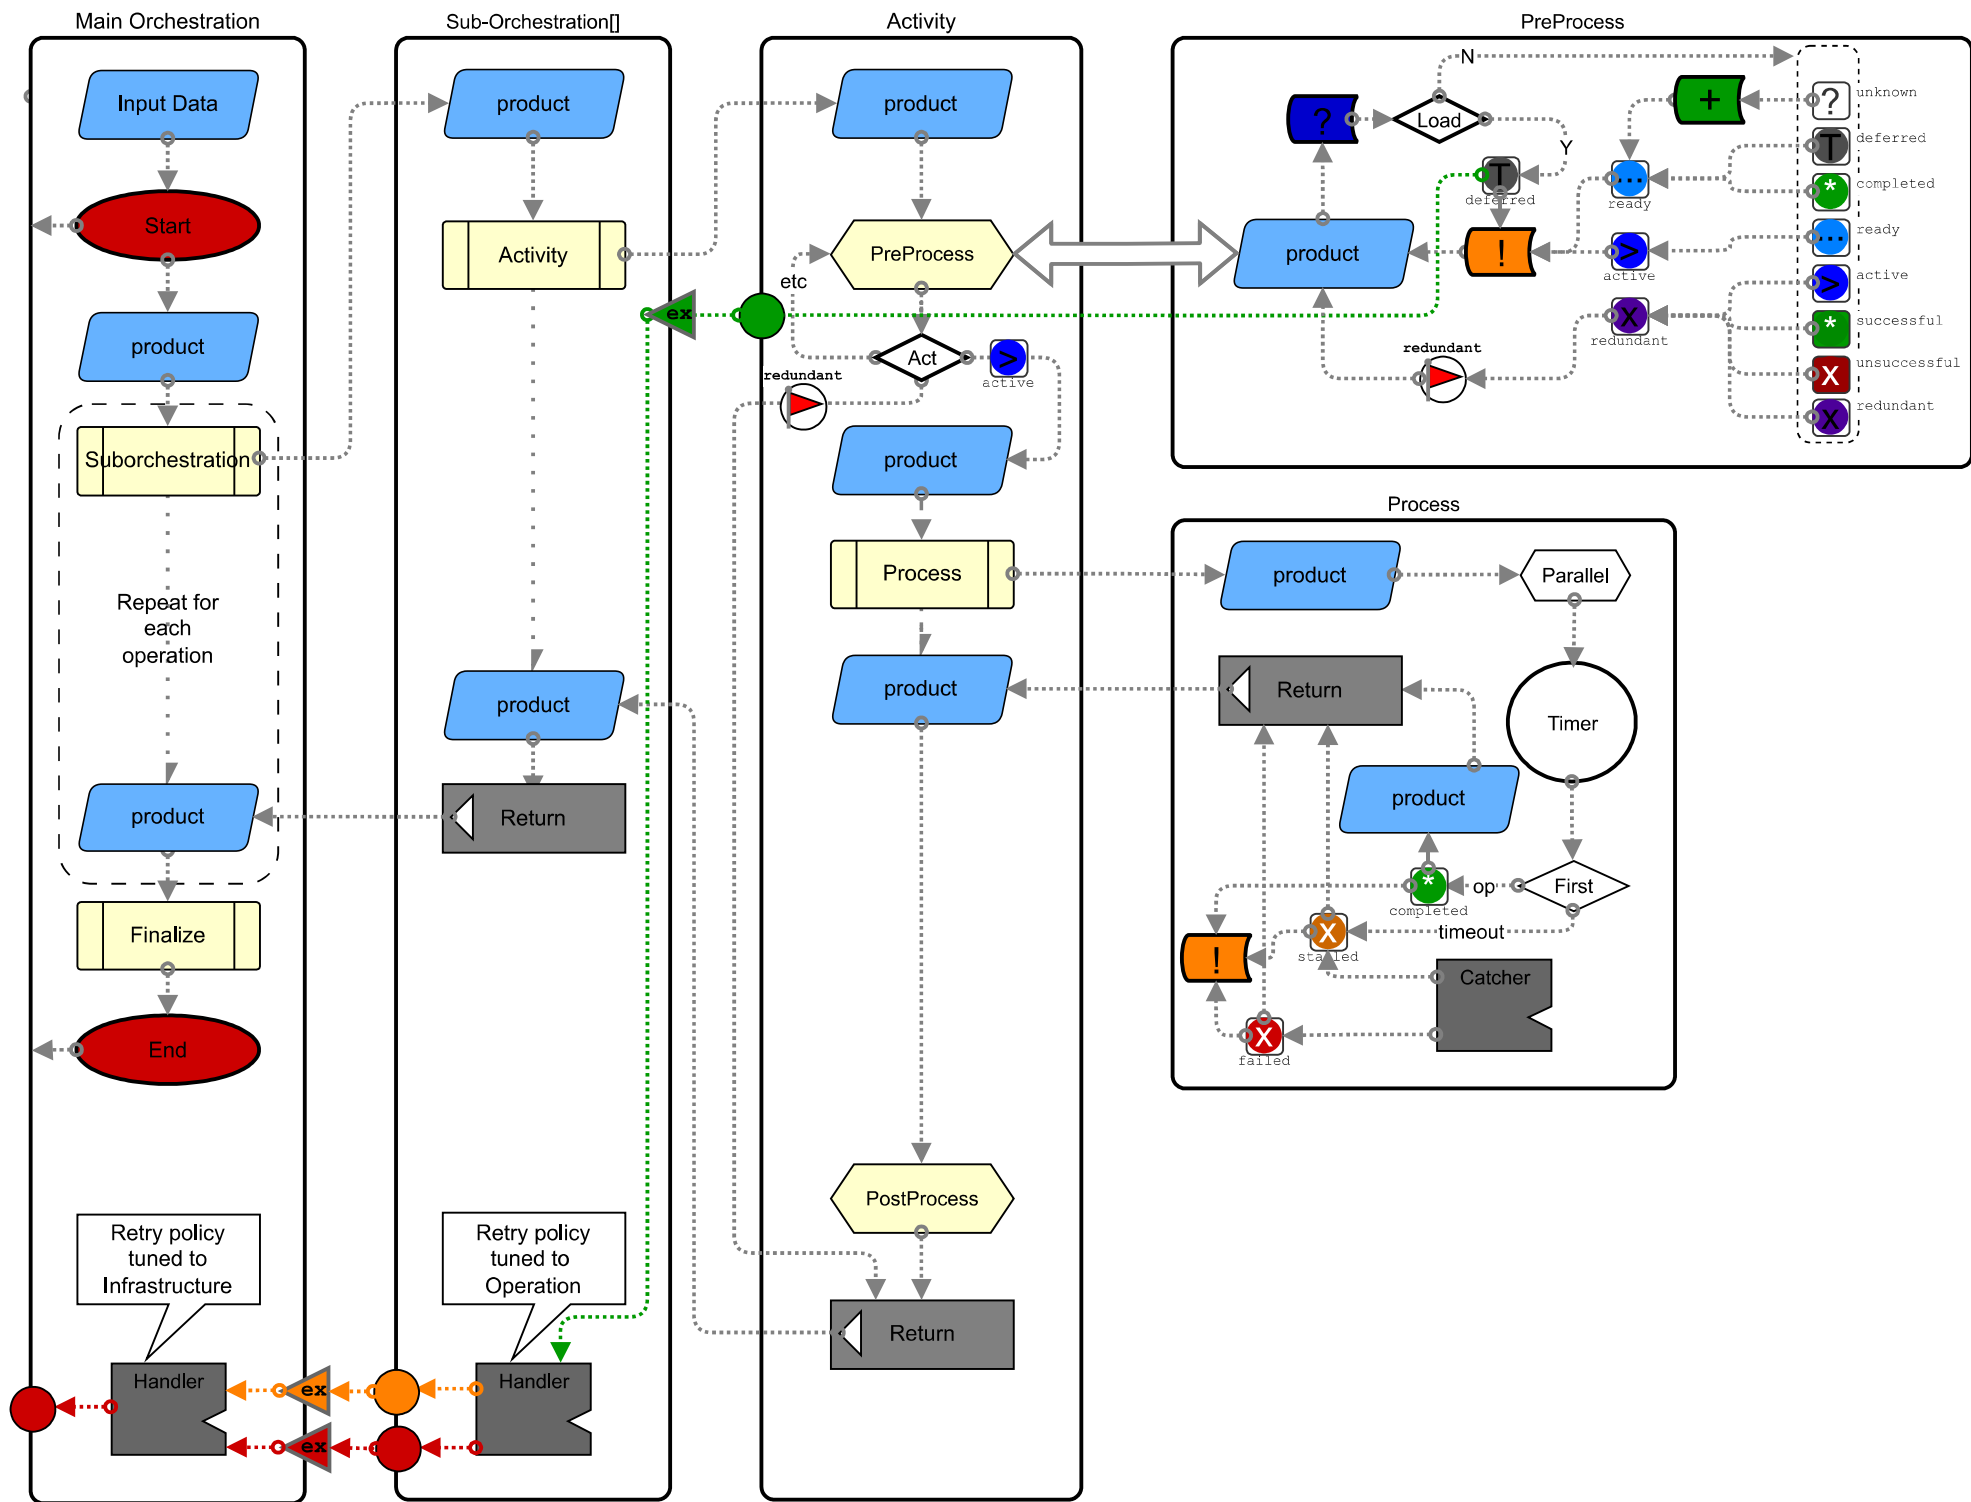 Main Orchestration
Input Data
Start
product
Suborchestration
Repeat for
each
operation
product
Finalize
End
Retry policy
tuned to
Infrastructure
Handler
Sub-Orchestration[]
product
Activity
ex
product
Return
Retry policy
tuned to
Operation
Handler
ex
ex
Activity
product
PreProcess
etc
Act
>
active
redundant
product
Process
product
PostProcess
Return
PreProcess
?
Load
N
Y
T
deferred
product
!
+
...
ready
>
active
x
redundant
redundant
?
unknown
T
deferred
*
completed
...
ready
>
active
*
successful
x
unsuccessful
x
redundant
Process
product
Parallel
Return
Timer
product
First
op
*
completed
timeout
x
stalled
!
Catcher
x
failed